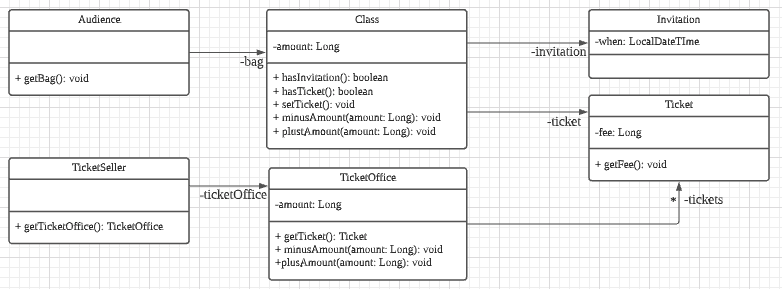 Audience
+ getBag(): void
-bag
Class
-amount: Long
+ hasInvitation(): boolean
+ hasTicket(): boolean
+ setTicket(): void
+ minusAmount(amount: Long): void
+ plustAmount(amount: Long): void
-invitation
Invitation
-when: LocalDateTIme
-ticket
Ticket
-fee: Long
+ getFee(): void
TicketSeller
+ getTicketOffice(): TicketOffice
-ticketOffice
TicketOffice
-amount: Long
+ getTicket(): Ticket
+ minusAmount(amount: Long): void
+plusAmount(amount: Long): void
* -tickets